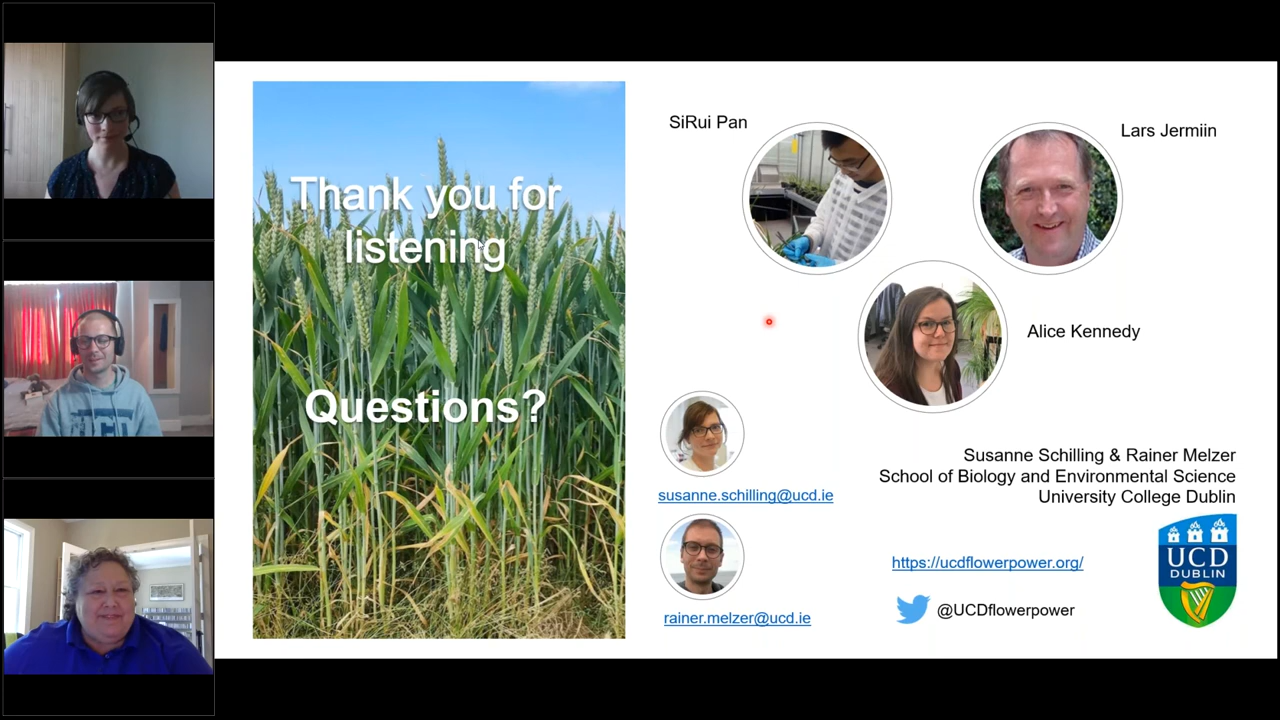 Thank you for
listening
Questions?
SiRui Pan
Lars Jermiin
Alice Kennedy
susanne.schilling@ucd.ie
rainer.melzer@ucd.ie
Susanne Schilling & Rainer Melzer
School of Biology and Environmental Science
University College Dublin
https://ucdflowerpower.org/
@UCDflowerpower
UCD
DUBLIN
UCD